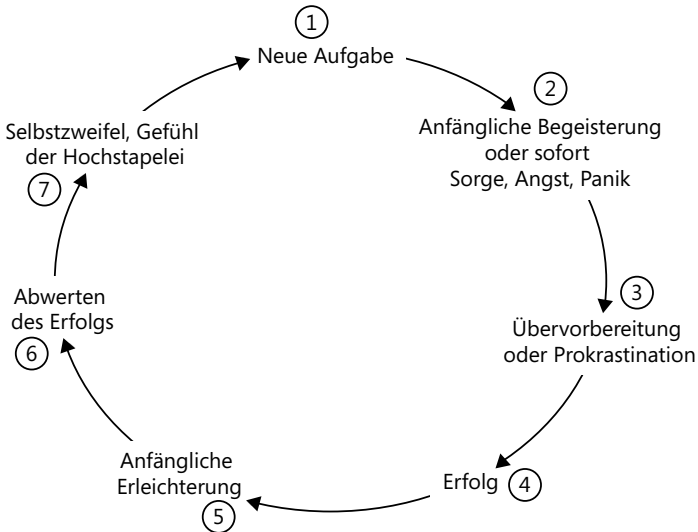 1
Neue Aufgabe
2
Anfängliche Begeisterung
oder sofort
Sorge, Angst, Panik
3
Übervorbereitung
oder Prokrastination
Erfolg 4
Anfängliche
Erleichterung
5
Abwerten
des Erfolgs
6
Selbstzweifel, Gefühl
der Hochstapelei
7